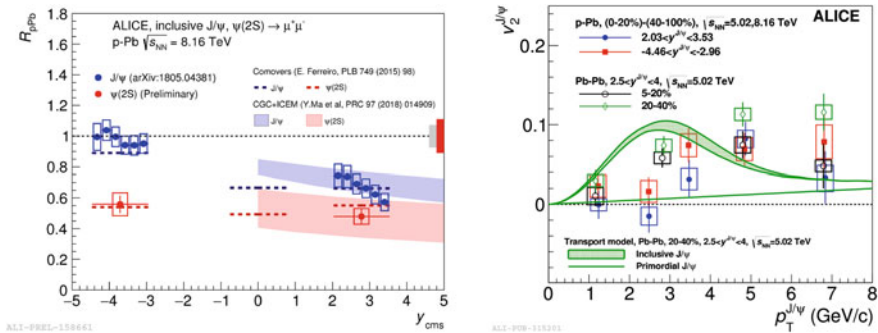 R_pPb
1.8
1.6
1.4
1.2
1
0.8
0.6
0.4
0.2
0
ALICE, inclusive J/ψ, ψ(2S)→ μ⁺μ⁻
p-Pb √s_NN = 8.16 TeV
J/ψ (arXiv:1805.04381)
ψ(2S) (Preliminary)
Comovers (E. Ferreiro, PLB 749 (2015) 98)
J/ψ
ψ(2S)
CGC+ICEM (Y.Ma et al, PRC 97 (2018) 014909)
J/ψ
ψ(2S)
−5 −4 −3 −2 −1 0 1 2 3 4 5
y_cms
ALI-PREL-158661
v_2^J/ψ
0.2
0.1
0
p-Pb, (0-20%)-(40-100%), √s_NN=5.02,8.16 TeV
ALICE
2.03<y^J/ψ<3.53
-4.46<y^J/ψ<-2.96
Pb-Pb, 2.5<y^J/ψ<4, √s_NN=5.02 TeV
5-20%
20-40%
Transport model, Pb-Pb, 20-40%, 2.5<y^J/ψ<4, √s_NN=5.02 TeV
Inclusive J/ψ
Primordial J/ψ
0 1 2 3 4 5 6 7 8
p_T^J/ψ (GeV/c)